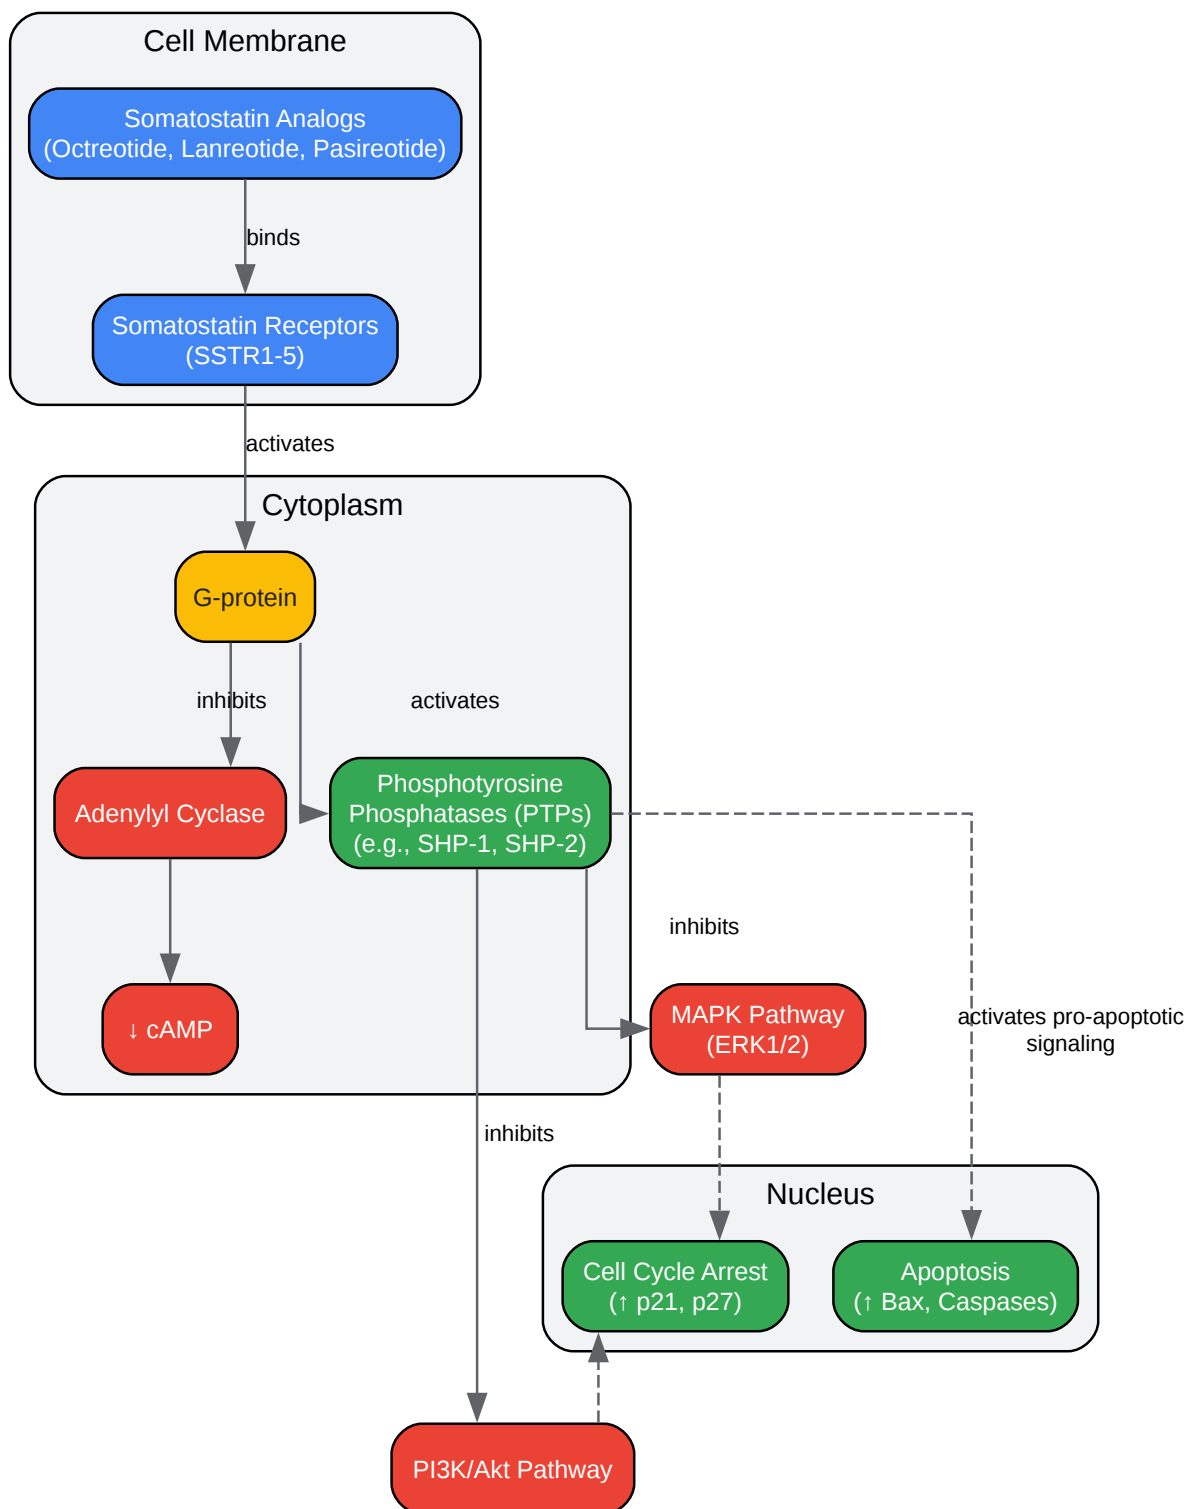 Cell Membrane
Somatostatin Analogs
(Octreotide, Lanreotide, Pasireotide)
binds
Somatostatin Receptors
(SSTR1-5)
activates
Cytoplasm
G-protein
inhibits
activates
Adenylyl Cyclase
Phosphotyrosine
Phosphatases (PTPs)
(e.g., SHP-1, SHP-2)
inhibits
↓ cAMP
MAPK Pathway
(ERK1/2)
activates pro-apoptotic
signaling
inhibits
Nucleus
Cell Cycle Arrest
(↑ p21, p27)
Apoptosis
(↑ Bax, Caspases)
PI3K/Akt Pathway